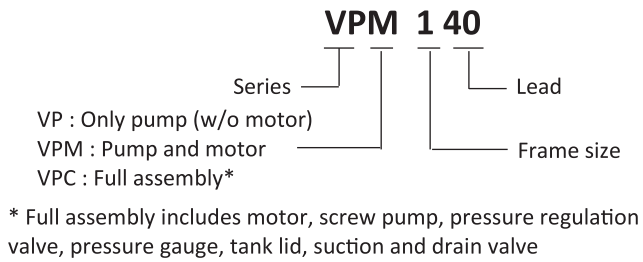 VPM 1 40
Series
Lead
VP : Only pump (w/o motor)
VPM : Pump and motor
Frame size
VPC : Full assembly*
* Full assembly includes motor, screw pump, pressure regulation
valve, pressure gauge, tank lid, suction and drain valve